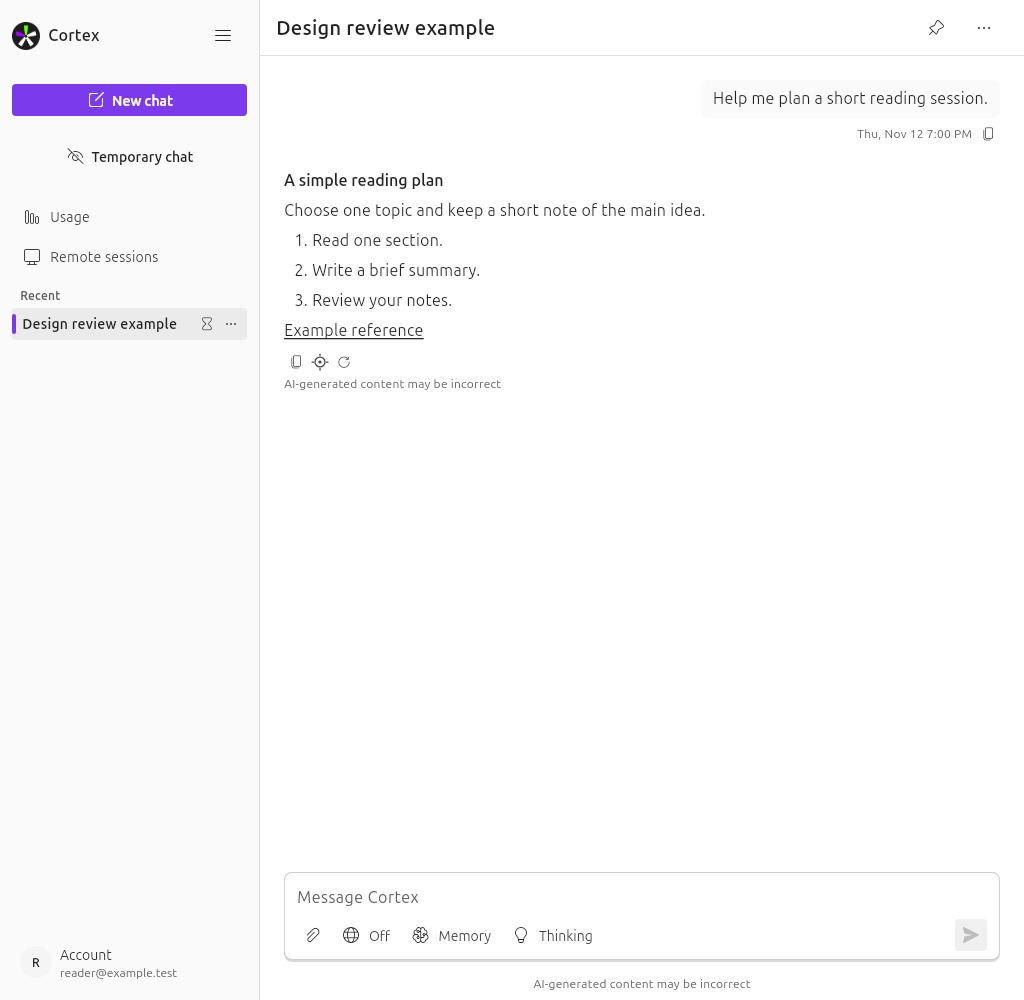 Cortex
New chat
Temporary chat
Usage
Remote sessions
Recent
Design review example
R
Account
reader@example.test
Design review example
Help me plan a short reading session.
Thu, Nov 12 7:00 PM
A simple reading plan
Choose one topic and keep a short note of the main idea.
1. Read one section.
2. Write a brief summary.
3. Review your notes.
Example reference
AI-generated content may be incorrect
Message Cortex
Off Memory Thinking
AI-generated content may be incorrect